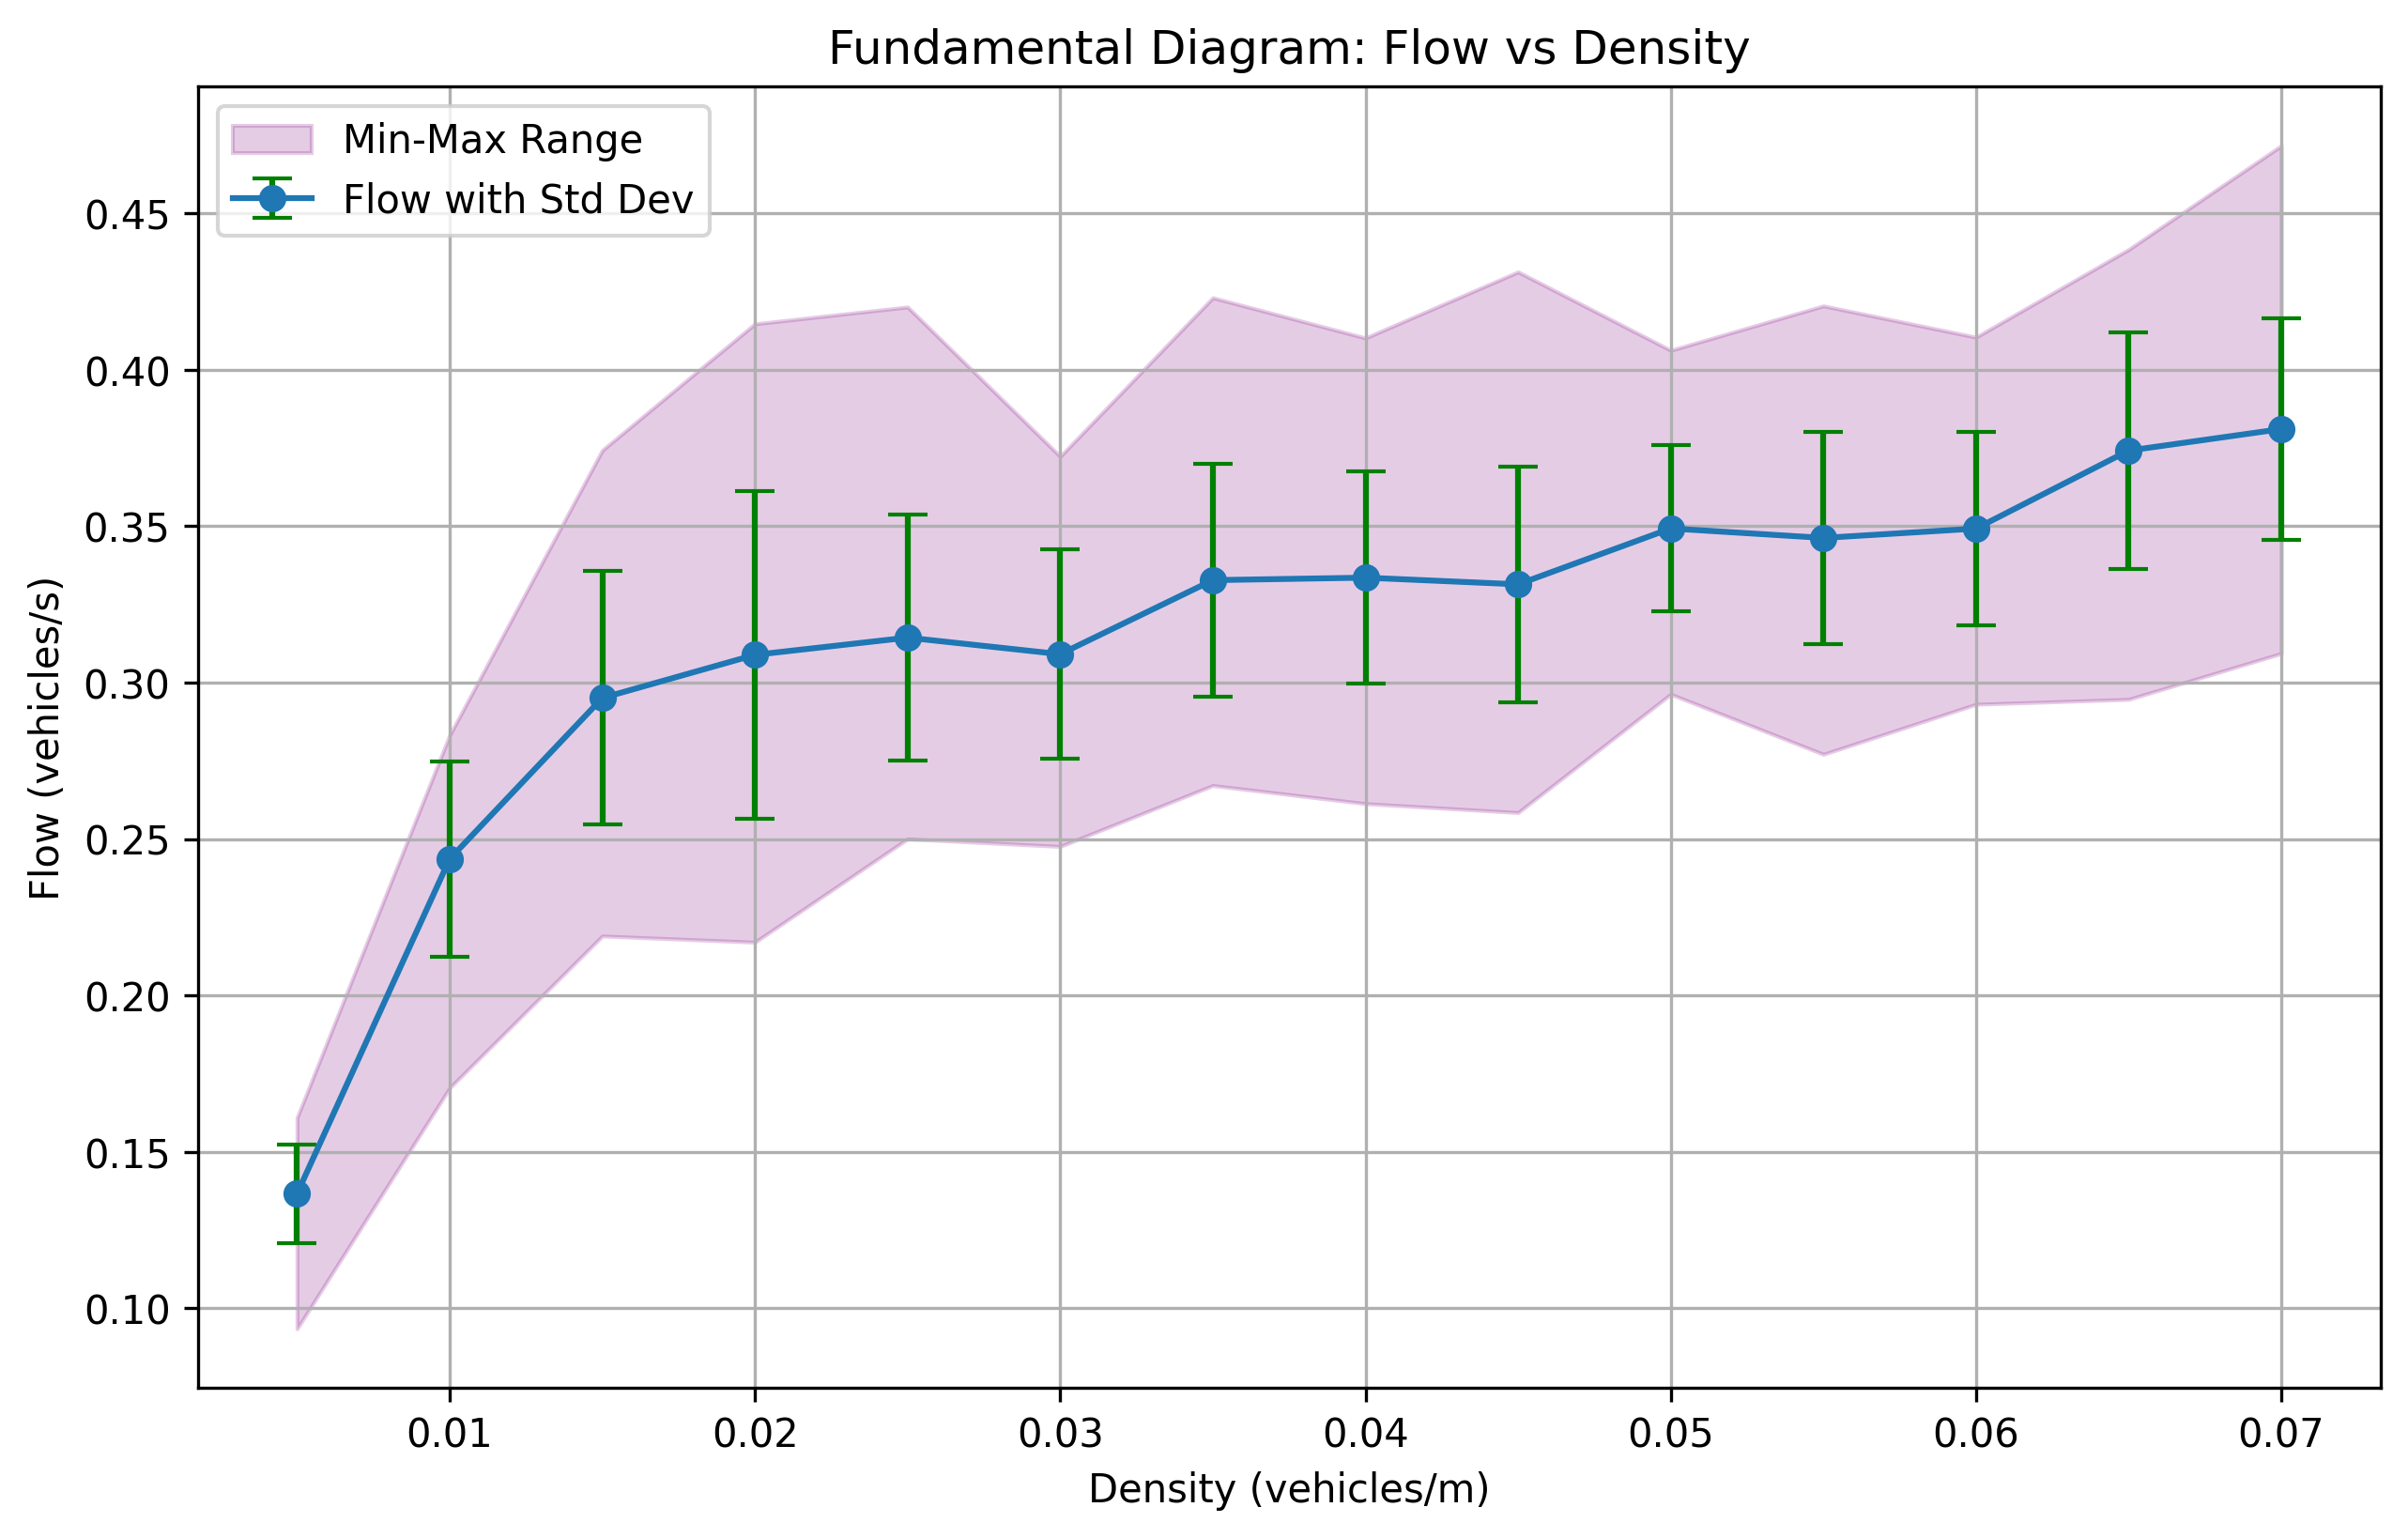 Fundamental Diagram: Flow vs Density
Min-Max Range
Flow with Std Dev
Flow (vehicles/s)
0.45
0.40
0.35
0.30
0.25
0.20
0.15
0.10
0.01 0.02 0.03 0.04 0.05 0.06 0.07
Density (vehicles/m)